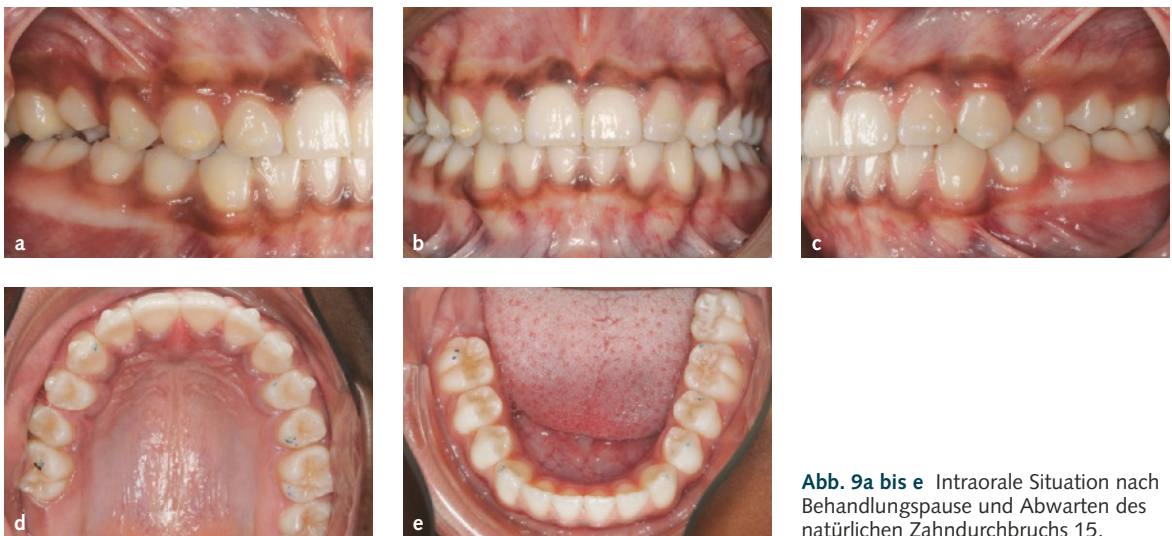 a
b
c
d
e
Abb. 9a bis e Intraorale Situation nach
Behandlungspause und Abwarten des
natürlichen Zahndurchbruchs 15.